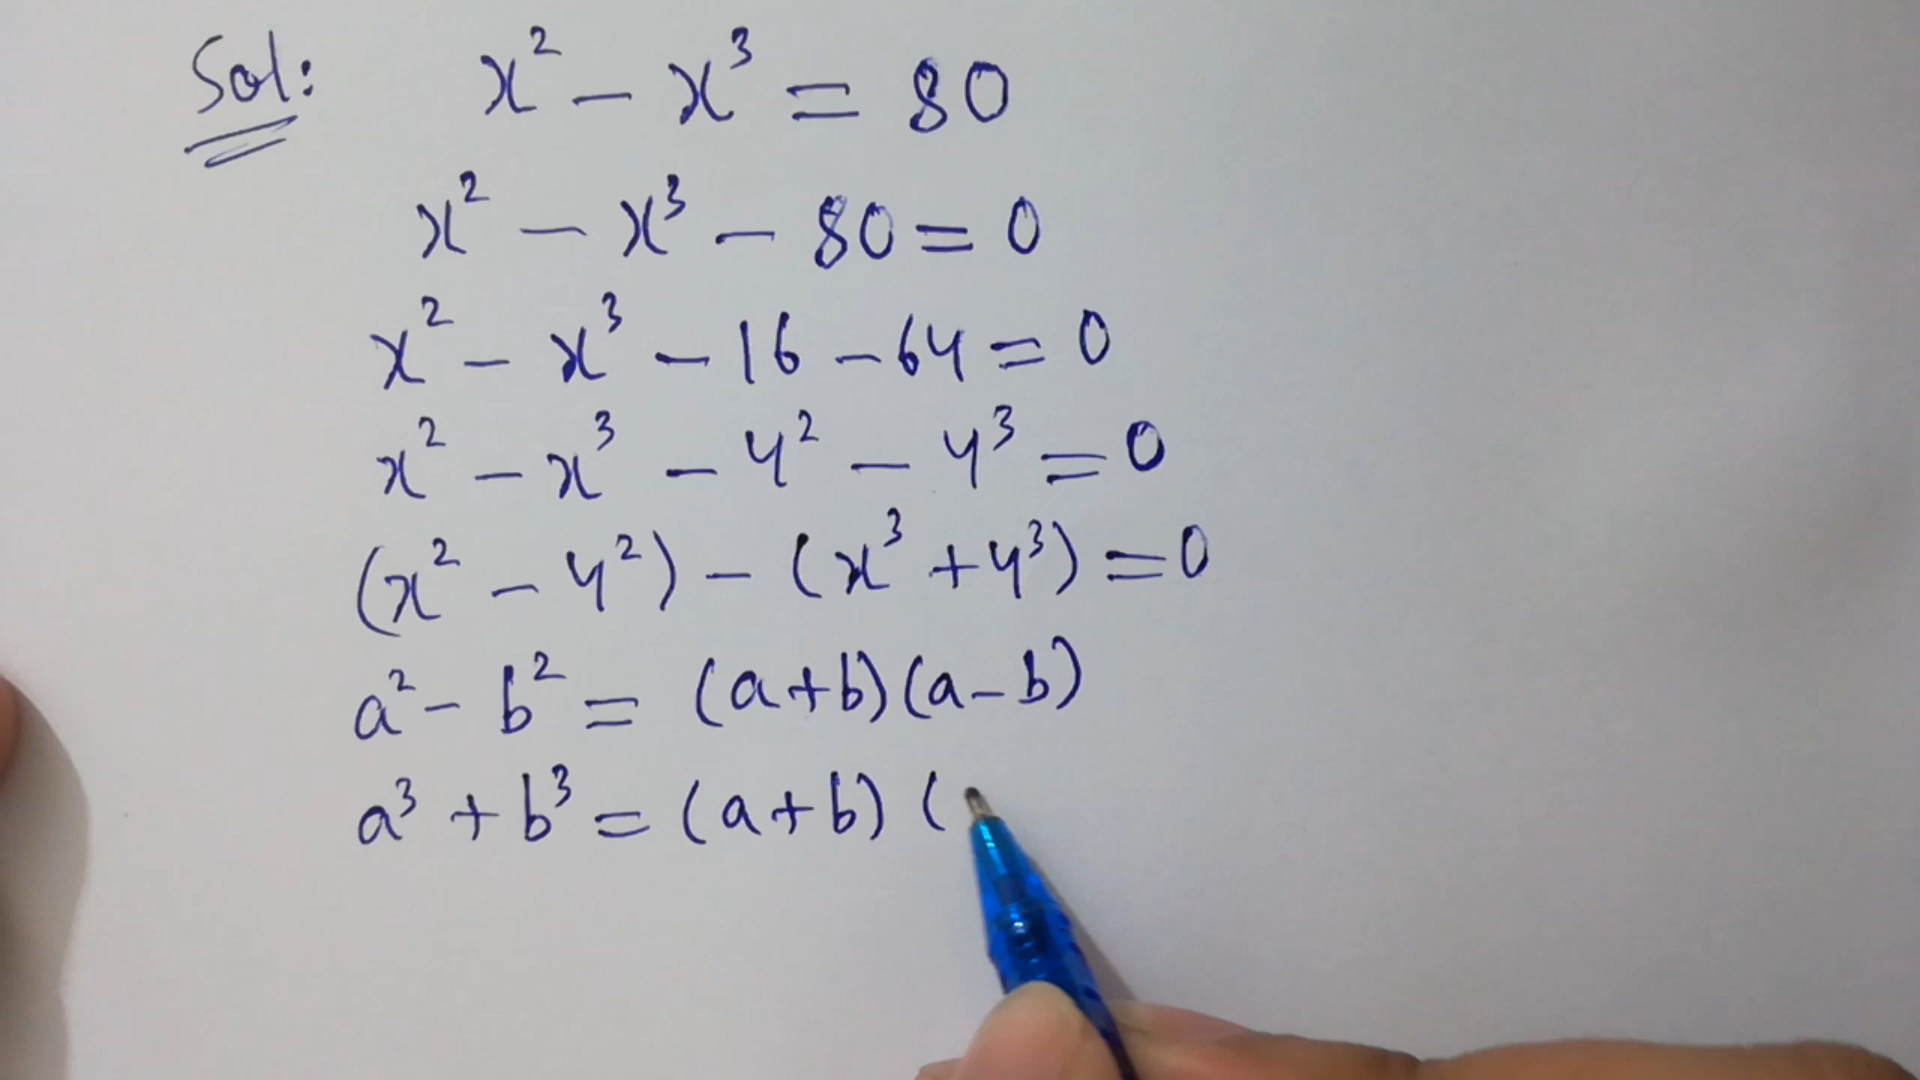 Sol: x² - x³ = 80
x² - x³ - 80 = 0
x² - x³ - 16 - 64 = 0
x² - x³ - 4² - 4³ = 0
(x² - 4²) - (x³ + 4³) = 0
a² - b² = (a+b)(a-b)
a³ + b³ = (a+b) (